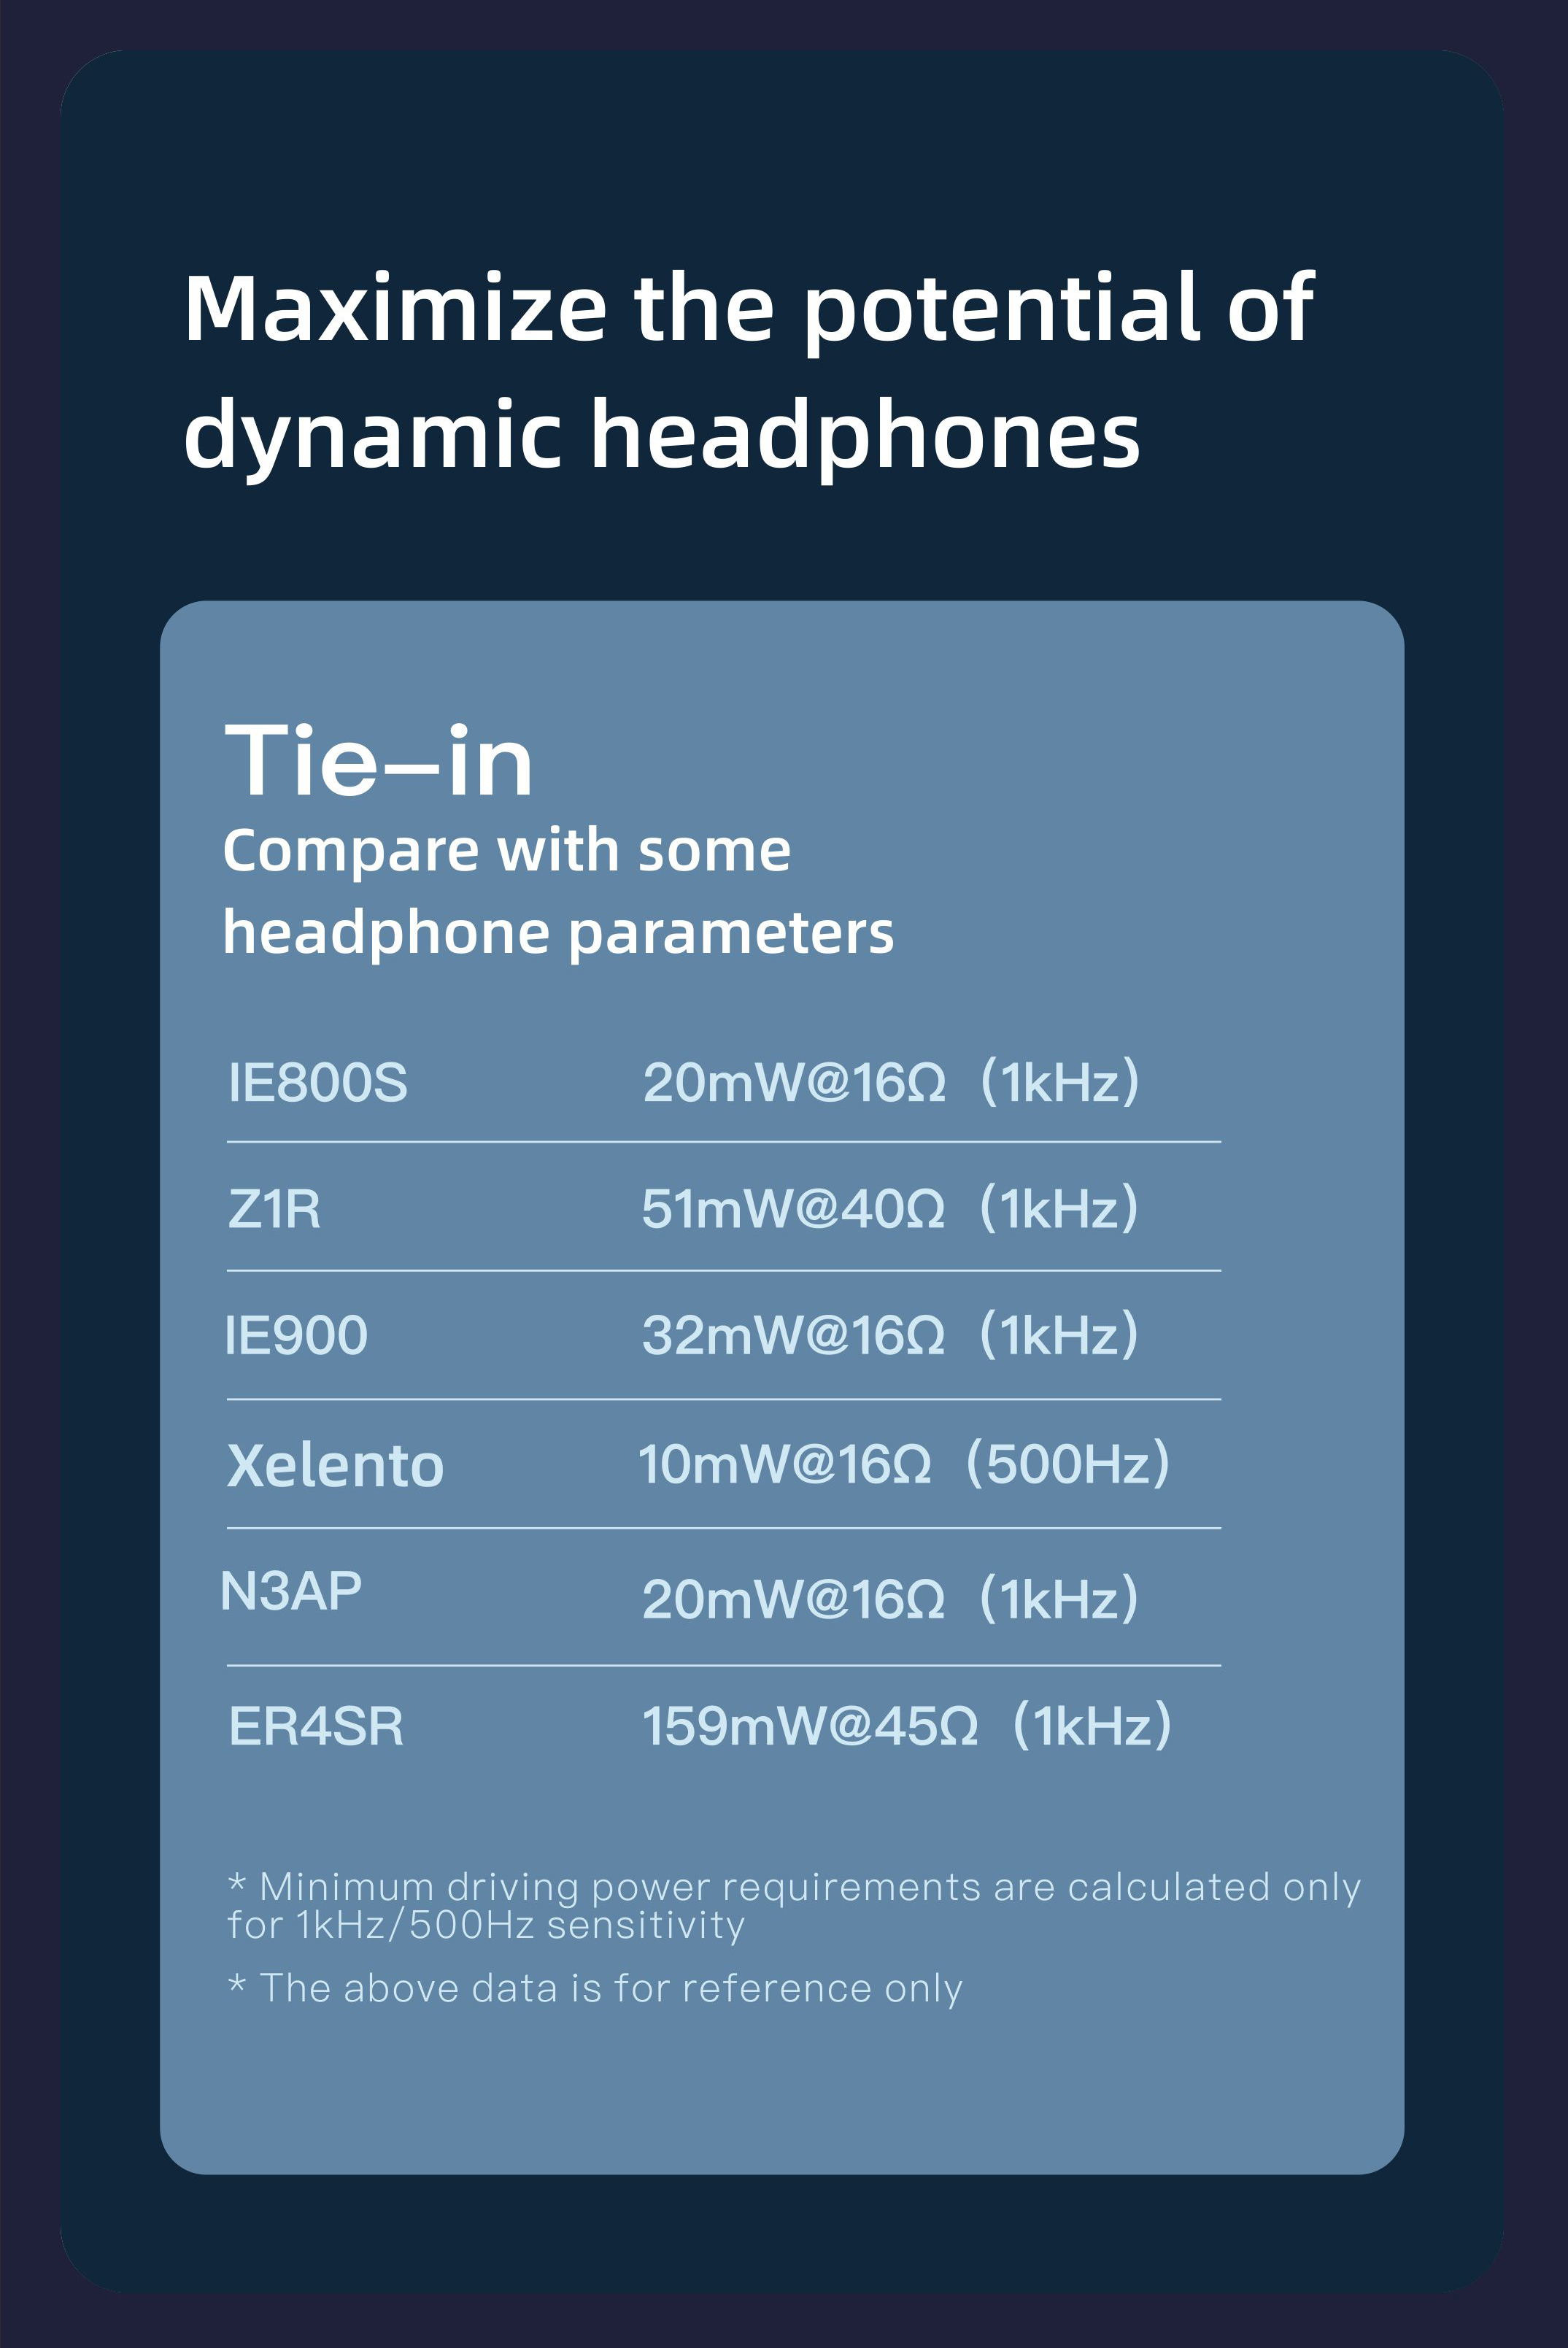 Maximize the potential of
dynamic headphones
Tie–in
Compare with some
headphone parameters
IE800S 20mW@16Ω (1kHz)
Z1R 51mW@40Ω (1kHz)
IE900 32mW@16Ω (1kHz)
Xelento 10mW@16Ω (500Hz)
N3AP 20mW@16Ω (1kHz)
ER4SR 159mW@45Ω (1kHz)
* Minimum driving power requirements are calculated only
for 1kHz/500Hz sensitivity
* The above data is for reference only